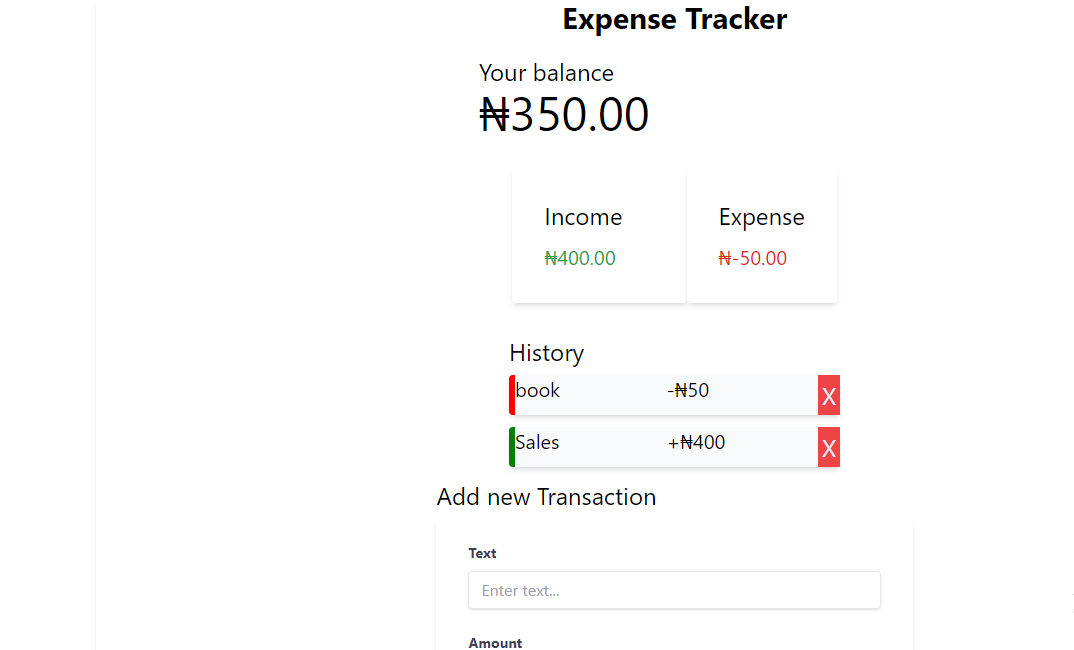 Expense Tracker
Your balance
₦350.00
Income Expense
₦400.00 ₦-50.00
History
book -₦50 X
Sales +₦400 X
Add new Transaction
Text
Enter text...
Amount